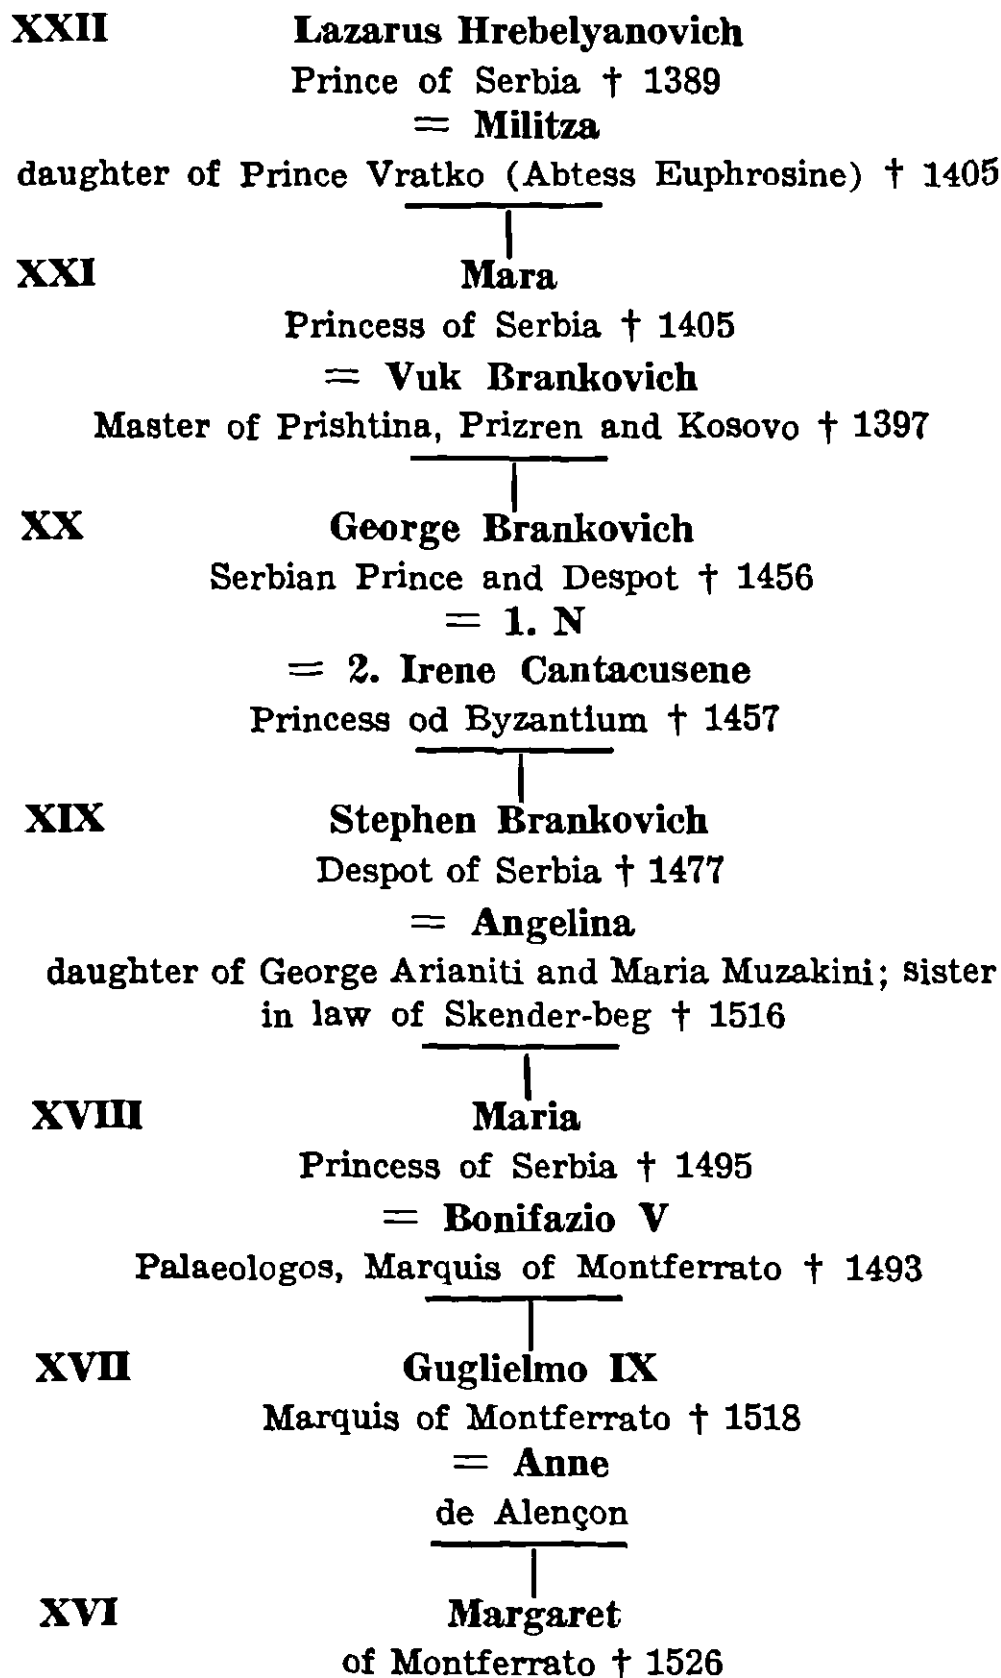 XXII Lazarus Hrebelyanovich
Prince of Serbia † 1389
= Militza
daughter of Prince Vratko (Abtess Euphrosine) † 1405
XXI Mara
Princess of Serbia † 1405
= Vuk Brankovich
Master of Prishtina, Prizren and Kosovo † 1397
XX George Brankovich
Serbian Prince and Despot † 1456
= 1. N
= 2. Irene Cantacusene
Princess od Byzantium † 1457
XIX Stephen Brankovich
Despot of Serbia † 1477
= Angelina
daughter of George Arianiti and Maria Muzakini; sister
in law of Skender-beg † 1516
XVIII Maria
Princess of Serbia † 1495
= Bonifazio V
Palaeologos, Marquis of Montferrato † 1493
XVII Guglielmo IX
Marquis of Montferrato † 1518
= Anne
de Alençon
XVI Margaret
of Montferrato † 1526